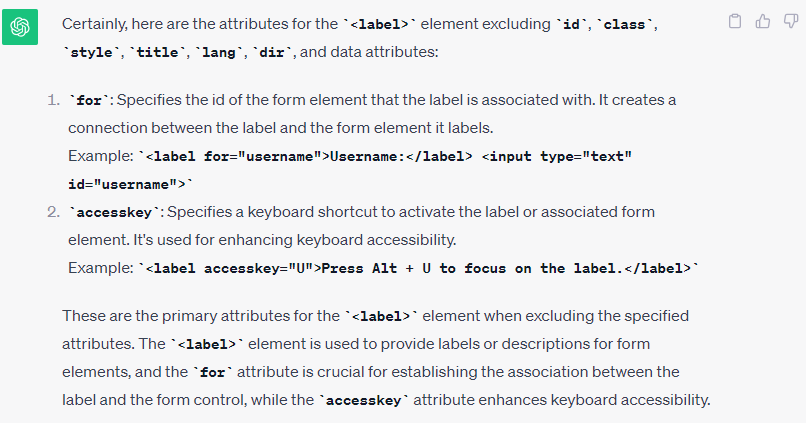 Certainly, here are the attributes for the `<label>` element excluding `id`, `class`,
`style`, `title`, `lang`, `dir`, and data attributes:
1. `for`: Specifies the id of the form element that the label is associated with. It creates a
connection between the label and the form element it labels.
Example: `<label for="username">Username:</label> <input type="text"
id="username">`
2. `accesskey`: Specifies a keyboard shortcut to activate the label or associated form
element. It's used for enhancing keyboard accessibility.
Example: `<label accesskey="U">Press Alt + U to focus on the label.</label>`
These are the primary attributes for the `<label>` element when excluding the specified
attributes. The `<label>` element is used to provide labels or descriptions for form
elements, and the `for` attribute is crucial for establishing the association between the
label and the form control, while the `accesskey` attribute enhances keyboard accessibility.